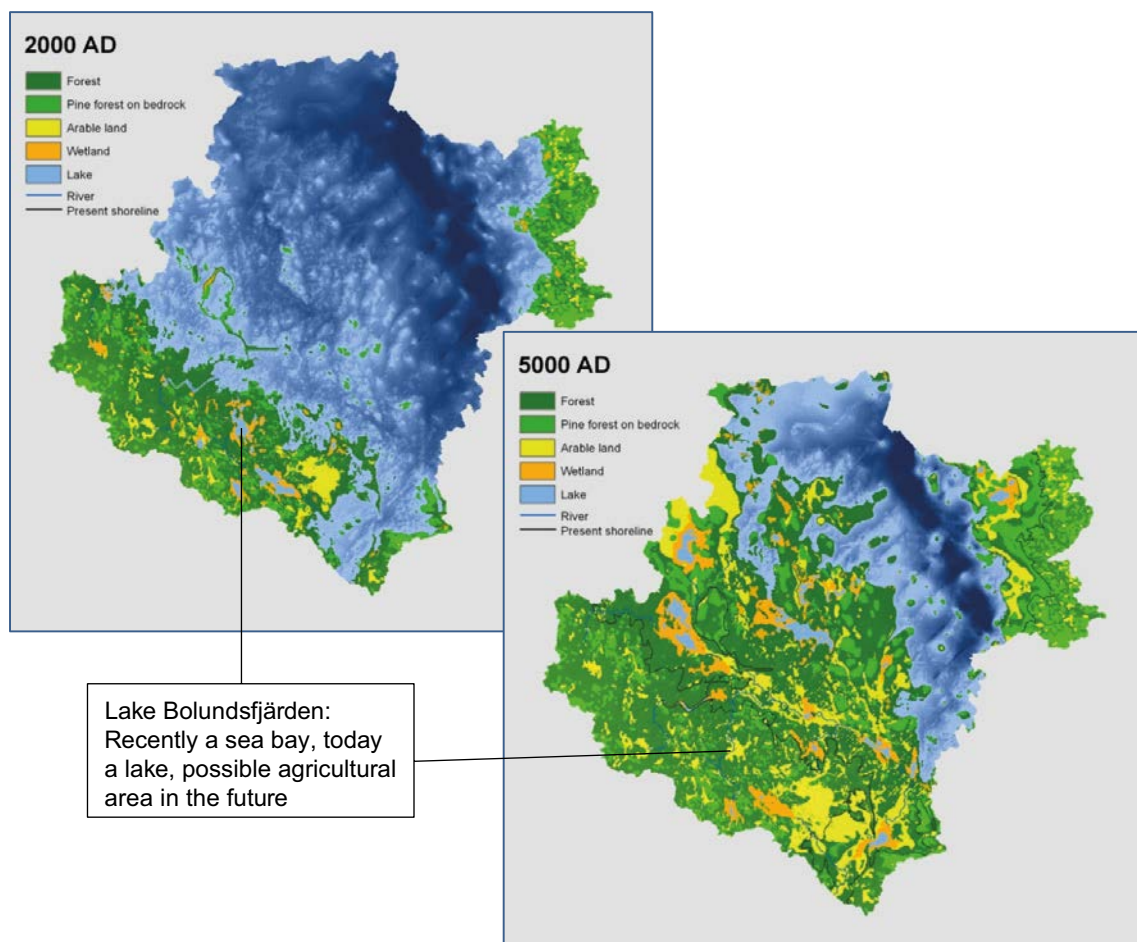 2000 AD
Forest
Pine forest on bedrock
Arable land
Wetland
Lake
River
Present shoreline
5000 AD
Forest
Pine forest on bedrock
Arable land
Wetland
Lake
River
Present shoreline
Lake Bolundsfjärden:
Recently a sea bay, today
a lake, possible agricultural
area in the future